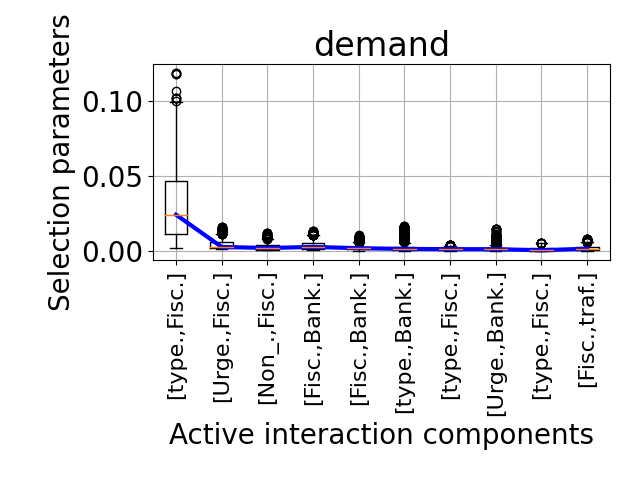 demand
Selection parameters
0.10
0.05
0.00
[type.,Fisc.]
[Urge.,Fisc.]
[Non_.,Fisc.]
[Fisc.,Bank.]
[Fisc.,Bank.]
[type.,Bank.]
[type.,Fisc.]
[Urge.,Bank.]
[type.,Fisc.]
[Fisc.,traf.]
Active interaction components